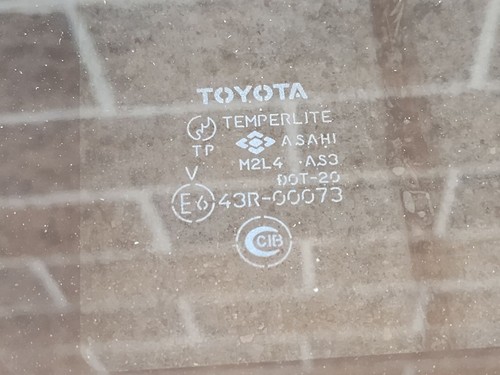 TOYOTA
TEMPERLITE
TP
ASAHI
M2L4 AS3
V
DOT-20
E6 43R-00073
CIB